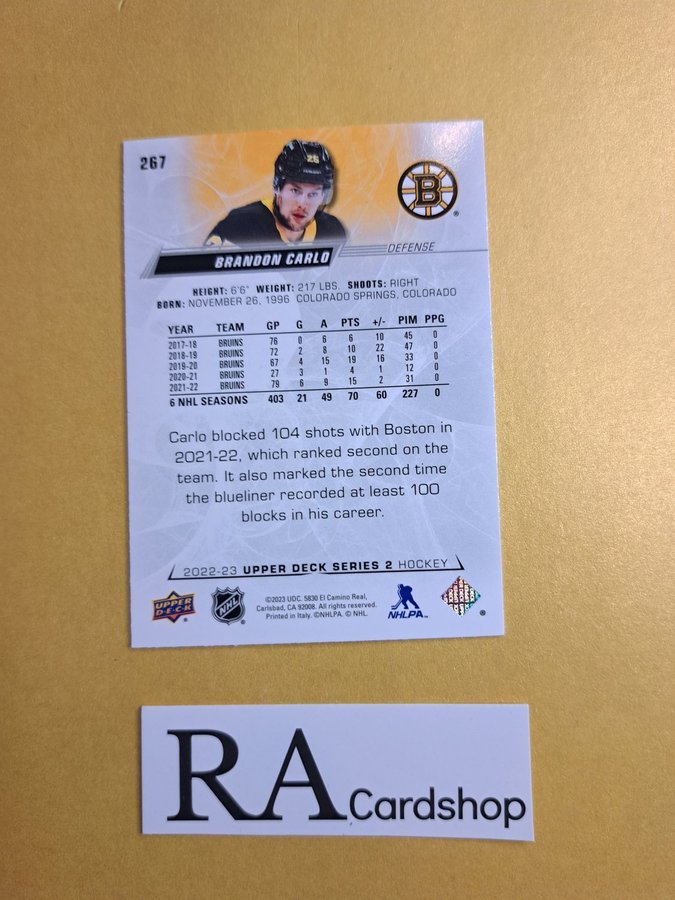 267
26
B
DEFENSE
BRANDON CARLO
HEIGHT: 6'6" WEIGHT: 217 LBS. SHOOTS: RIGHT
BORN: NOVEMBER 26, 1996 COLORADO SPRINGS, COLORADO
YEAR TEAM GP G A PTS +/- PIM PPG
2017-18 BRUINS 76 0 6 6 10 45 0
2018-19 BRUINS 72 2 8 10 22 47 0
2019-20 BRUINS 67 4 15 19 16 33 0
2020-21 BRUINS 27 3 1 4 1 12 0
2021-22 BRUINS 79 6 9 15 2 31 0
6 NHL SEASONS 403 21 49 70 60 227 0
Carlo blocked 104 shots with Boston in
2021-22, which ranked second on the
team. It also marked the second time
the blueliner recorded at least 100
blocks in his career.
2022-23 UPPER DECK SERIES 2 HOCKEY
UPPER DECK
NHL
©2023 UDC. 5830 El Camino Real,
Carlsbad, CA 92008. All rights reserved.
Printed in Italy. ©NHLPA. © NHL.
NHLPA
RA Cardshop